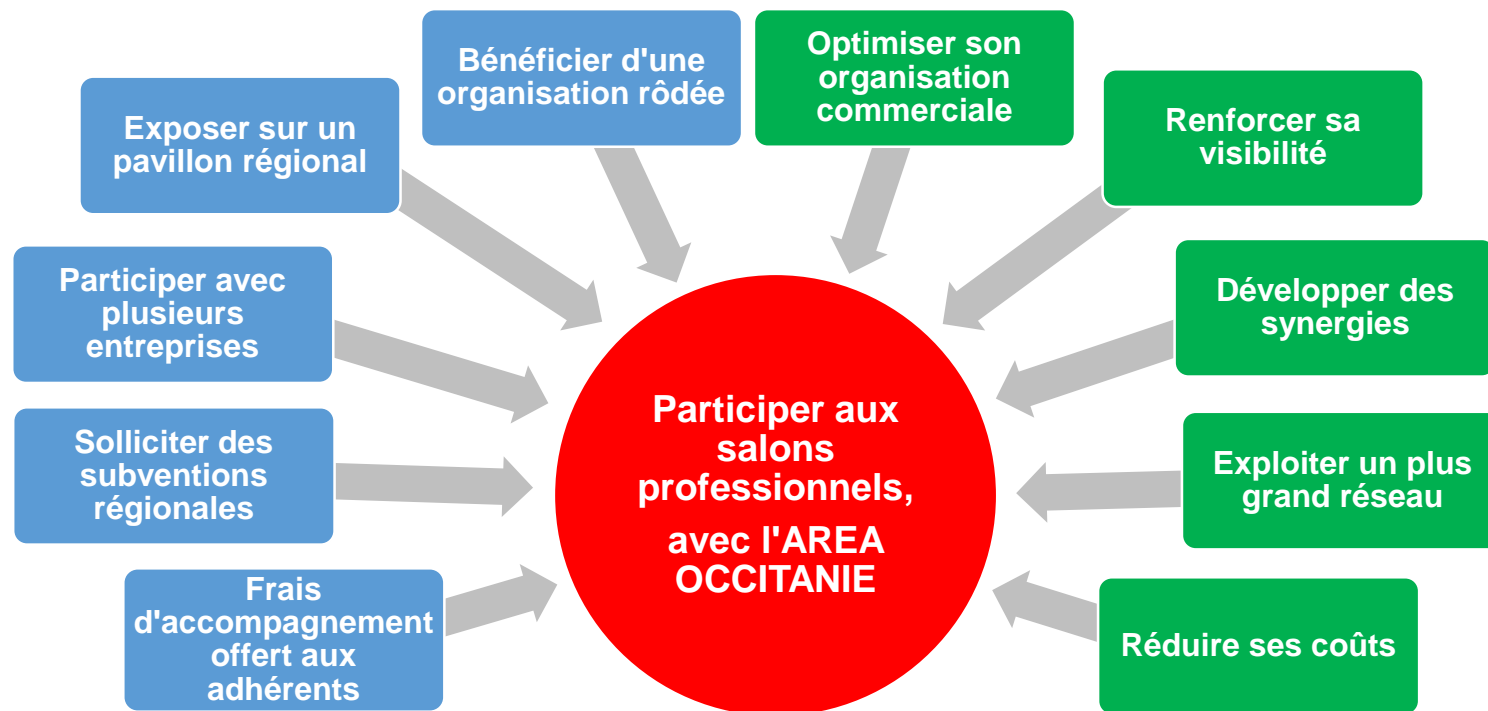 Bénéficier d'une
organisation rôdée
Optimiser son
organisation
commerciale
Exposer sur un
pavillon régional
Renforcer sa
visibilité
Participer avec
plusieurs
entreprises
Développer des
synergies
Solliciter des
subventions
régionales
Exploiter un plus
grand réseau
Frais
d'accompagnement
offert aux
adhérents
Réduire ses coûts
Participer aux
salons
professionnels,
avec l'AREA
OCCITANIE